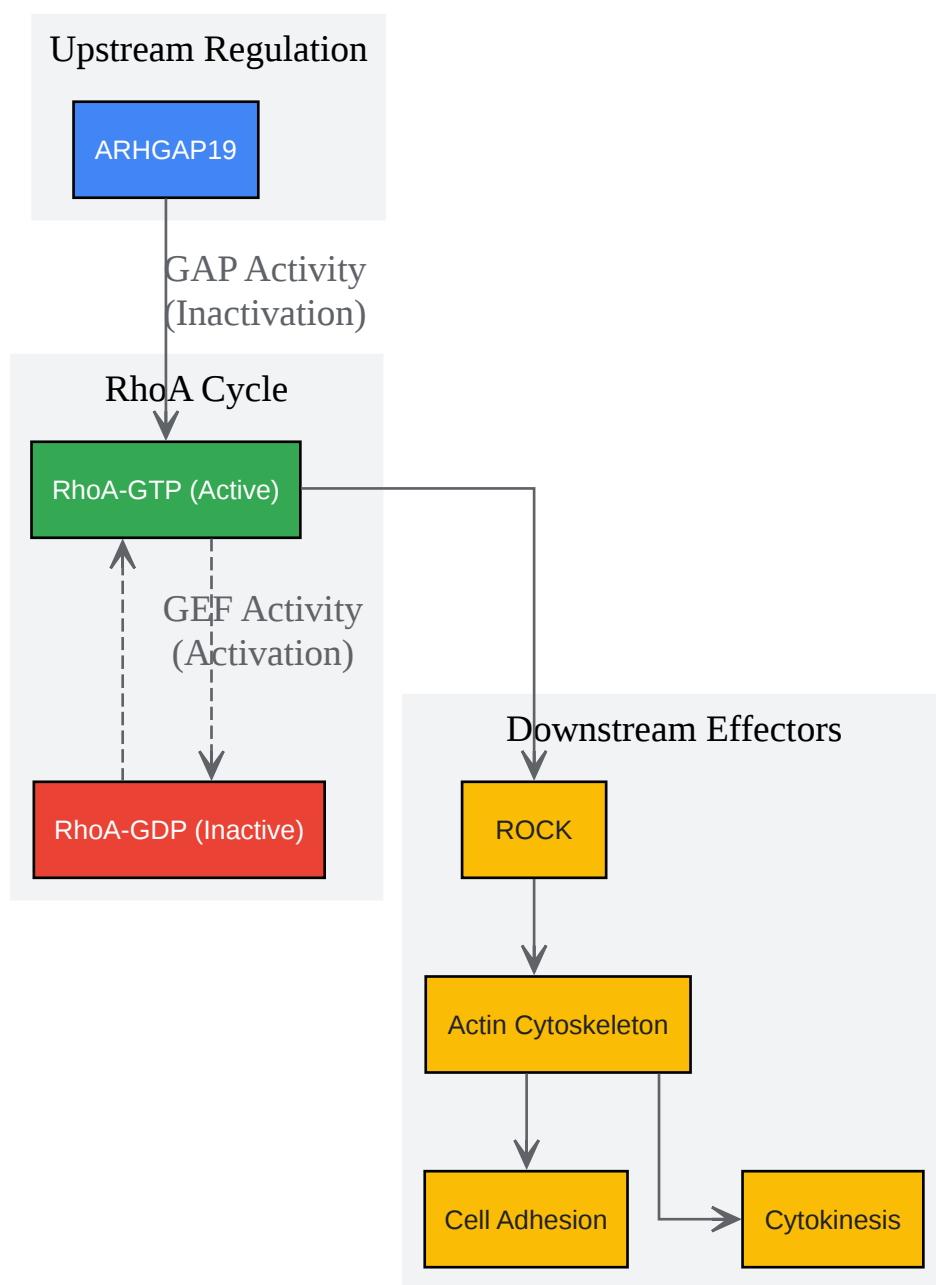 Upstream Regulation
ARHGAP19
GAP Activity
(Inactivation)
RhoA Cycle
RhoA-GTP (Active)
GEF Activity
(Activation)
RhoA-GDP (Inactive)
Downstream Effectors
ROCK
Actin Cytoskeleton
Cell Adhesion
Cytokinesis